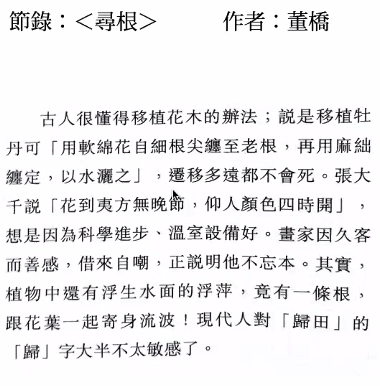 節錄：＜尋根＞　作者：董橋
古人很懂得移植花木的辦法；説是移植牡
丹可「用軟綿花自細根尖纏至老根，再用麻絀
纏定，以水灑之」，遷移多遠都不會死。張大
千説「花到夷方無晚節，仰人顏色四時開」，
想是因為科學進步、溫室設備好。畫家因久客
而善感，借來自嘲，正説明他不忘本。其實，
植物中還有浮生水面的浮萍，竟有一條根，
跟花葉一起寄身流波！現代人對「歸田」的
「歸」字大半不太敏感了。